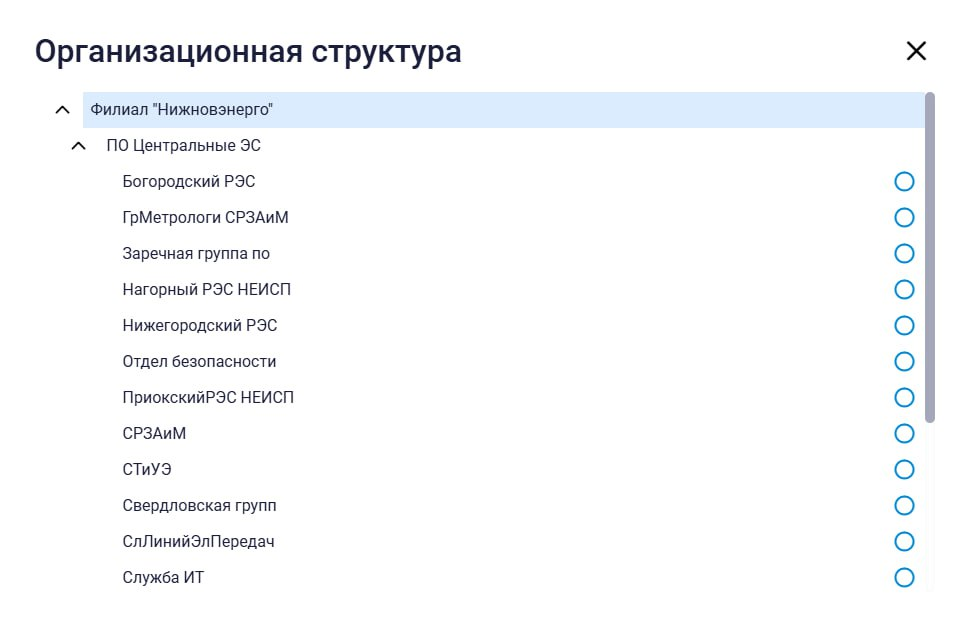 Организационная структура
Филиал "Нижновэнерго"
ПО Центральные ЭС
Богородский РЭС
ГрМетрологи СРЗАиМ
Заречная группа по
Нагорный РЭС НЕИСП
Нижегородский РЭС
Отдел безопасности
ПриокскийРЭС НЕИСП
СРЗАиМ
СТиУЭ
Свердловская групп
СлЛинийЭлПередач
Служба ИТ